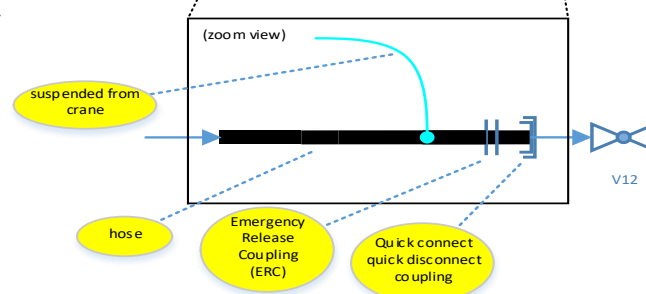 (zoom view)
suspended from
crane
V12
hose
Emergency
Release
Coupling
(ERC)
Quick connect
quick disconnect
coupling